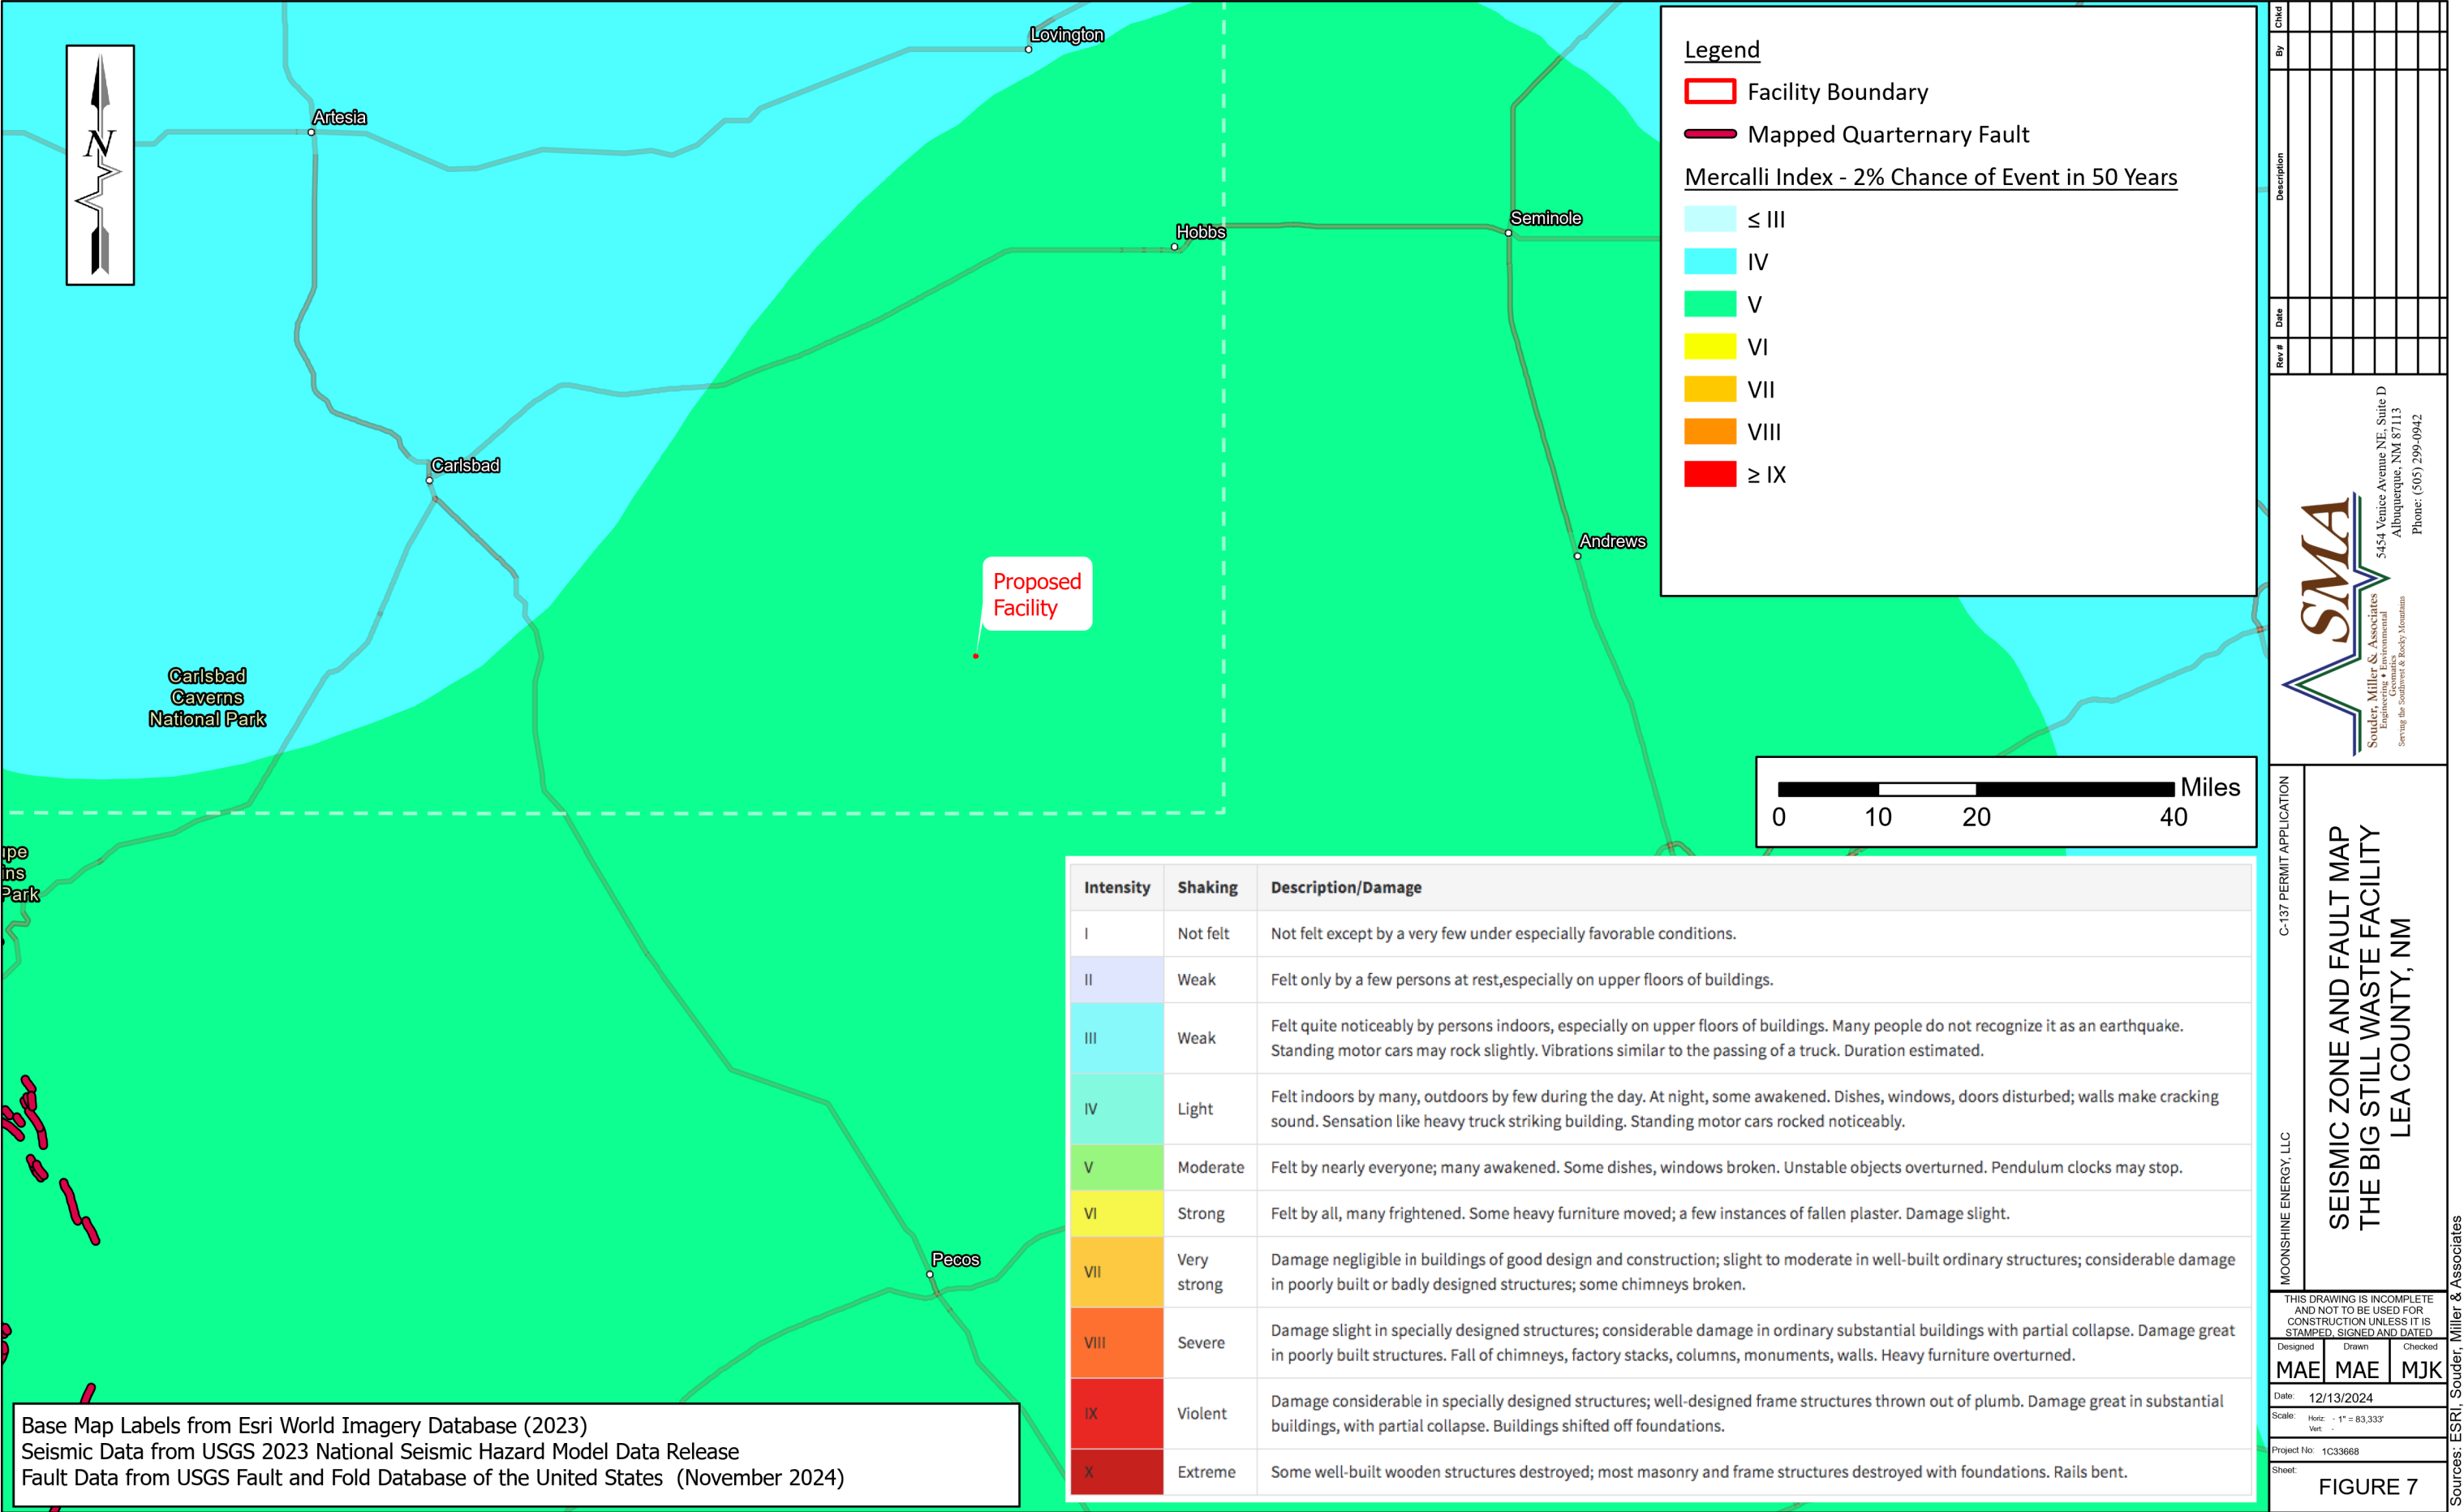 Lovington
Artesia
Hobbs
Seminole
Carlsbad
Andrews
Proposed
Facility
Carlsbad
Caverns
National Park
ipe
ins
Park
Pecos
N
Legend
Facility Boundary
Mapped Quarternary Fault
Mercalli Index - 2% Chance of Event in 50 Years
≤ III
IV
V
VI
VII
VIII
≥ IX
Miles
0 10 20 40
Intensity Shaking Description/Damage
I Not felt Not felt except by a very few under especially favorable conditions.
II Weak Felt only by a few persons at rest,especially on upper floors of buildings.
III Weak Felt quite noticeably by persons indoors, especially on upper floors of buildings. Many people do not recognize it as an earthquake.
Standing motor cars may rock slightly. Vibrations similar to the passing of a truck. Duration estimated.
IV Light Felt indoors by many, outdoors by few during the day. At night, some awakened. Dishes, windows, doors disturbed; walls make cracking
sound. Sensation like heavy truck striking building. Standing motor cars rocked noticeably.
V Moderate Felt by nearly everyone; many awakened. Some dishes, windows broken. Unstable objects overturned. Pendulum clocks may stop.
VI Strong Felt by all, many frightened. Some heavy furniture moved; a few instances of fallen plaster. Damage slight.
VII Very strong Damage negligible in buildings of good design and construction; slight to moderate in well-built ordinary structures; considerable damage
in poorly built or badly designed structures; some chimneys broken.
VIII Severe Damage slight in specially designed structures; considerable damage in ordinary substantial buildings with partial collapse. Damage great
in poorly built structures. Fall of chimneys, factory stacks, columns, monuments, walls. Heavy furniture overturned.
IX Violent Damage considerable in specially designed structures; well-designed frame structures thrown out of plumb. Damage great in substantial
buildings, with partial collapse. Buildings shifted off foundations.
X Extreme Some well-built wooden structures destroyed; most masonry and frame structures destroyed with foundations. Rails bent.
Base Map Labels from Esri World Imagery Database (2023)
Seismic Data from USGS 2023 National Seismic Hazard Model Data Release
Fault Data from USGS Fault and Fold Database of the United States (November 2024)
Rev # Date Description By Chkd
SMA
Souder, Miller & Associates
Engineering ♦ Environmental
Geomatics
Serving the Southwest & Rocky Mountains
5454 Venice Avenue NE, Suite D
Albuquerque, NM 87113
Phone: (505) 299-0942
MOONSHINE ENERGY, LLC C-137 PERMIT APPLICATION
SEISMIC ZONE AND FAULT MAP
THE BIG STILL WASTE FACILITY
LEA COUNTY, NM
THIS DRAWING IS INCOMPLETE
AND NOT TO BE USED FOR
CONSTRUCTION UNLESS IT IS
STAMPED, SIGNED AND DATED
Designed Drawn Checked
MAE MAE MJK
Date: 12/13/2024
Scale: Horiz: - 1" = 83,333'
Vert: -
Project No: 1C33668
Sheet:
FIGURE 7
Sources: ESRI, Souder, Miller & Associates